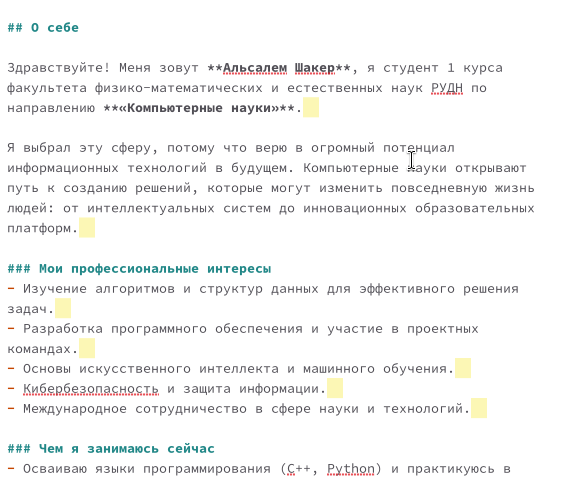 ## О себе
Здравствуйте! Меня зовут **Альсалем Шакер**, я студент 1 курса
факультета физико-математических и естественных наук РУДН по
направлению **«Компьютерные науки»**.
Я выбрал эту сферу, потому что верю в огромный потенциал
информационных технологий в будущем. Компьютерные науки открывают
путь к созданию решений, которые могут изменить повседневную жизнь
людей: от интеллектуальных систем до инновационных образовательных
платформ.
### Мои профессиональные интересы
- Изучение алгоритмов и структур данных для эффективного решения
задач.
- Разработка программного обеспечения и участие в проектных
командах.
- Основы искусственного интеллекта и машинного обучения.
- Кибербезопасность и защита информации.
- Международное сотрудничество в сфере науки и технологий.
### Чем я занимаюсь сейчас
- Осваиваю языки программирования (C++, Python) и практикуюсь в